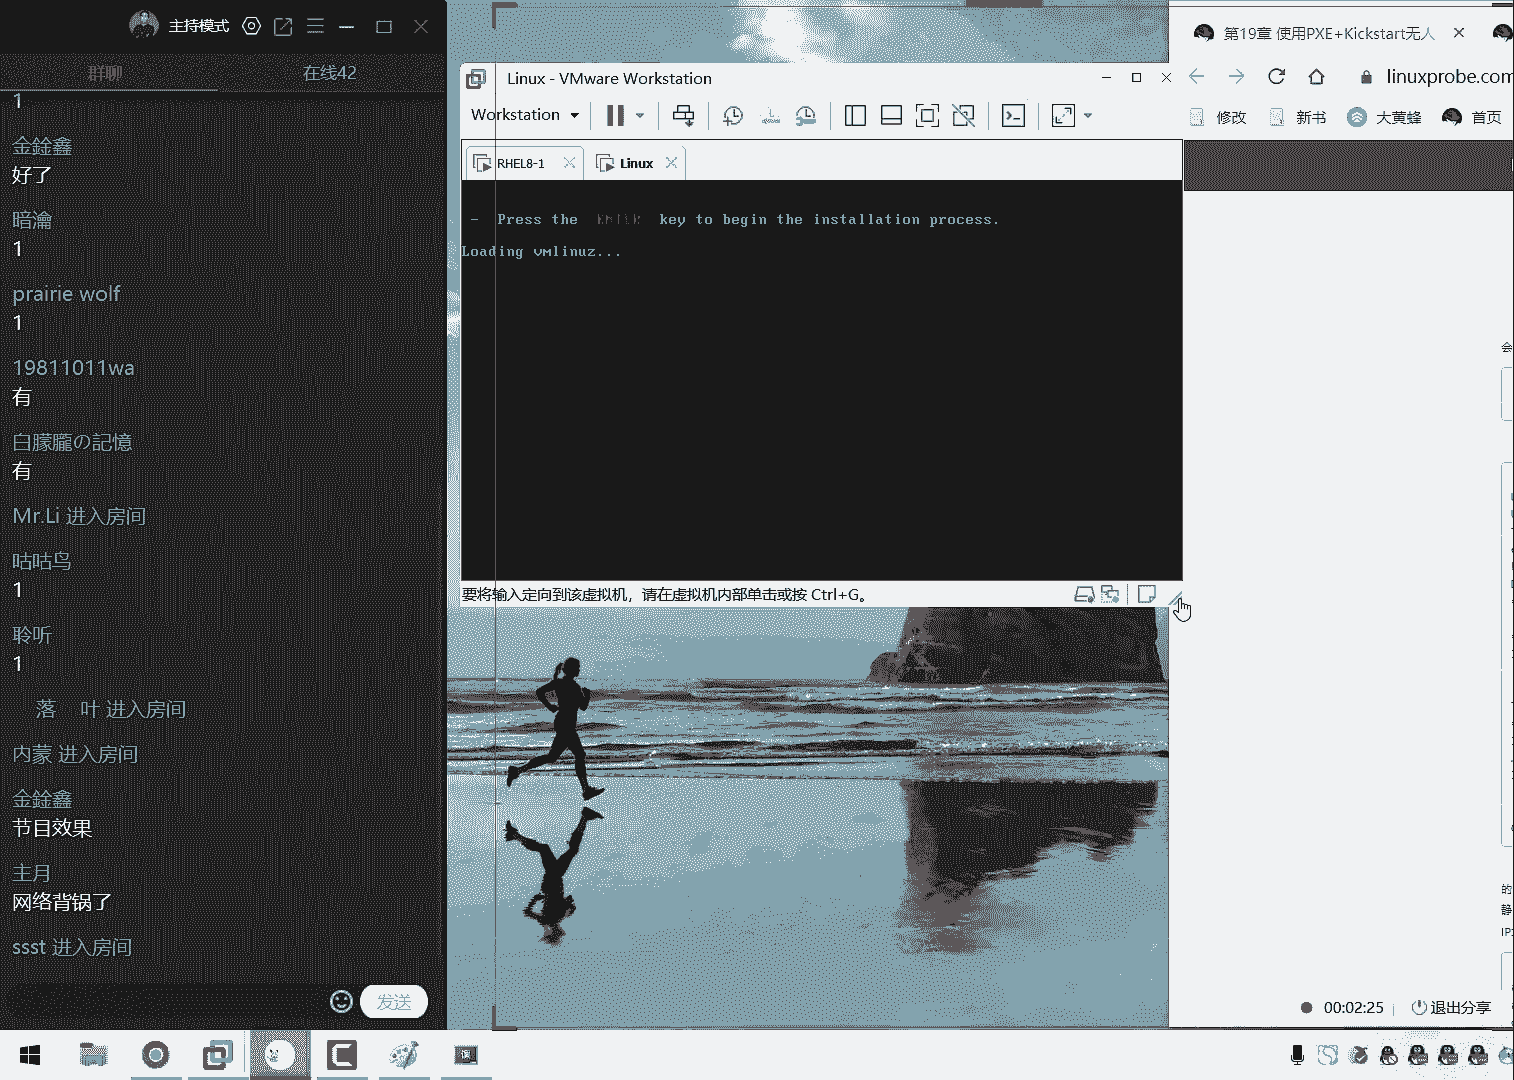 主持模式
群聊
在线42
1
金銓鑫
好了
暗瀹
1
prairie wolf
1
19811011wa
有
白朦朧の記憶
有
Mr.Li 进入房间
咕咕鸟
1
聆听
1
落 叶 进入房间
内蒙 进入房间
金銓鑫
节目效果
主月
网络背锅了
ssst 进入房间
发送
Linux - VMware Workstation
Workstation
RHEL8-1
Linux
- Press the ENTER key to begin the installation process.
Loading vmlinuz...
要将输入定向到该虚拟机，请在虚拟机内部单击或按 Ctrl+G。
第19章 使用PXE+Kickstart无人
linuxprobe.com
修改
新书
大黄蜂
首页
会
的
静
00:02:25
退出分享